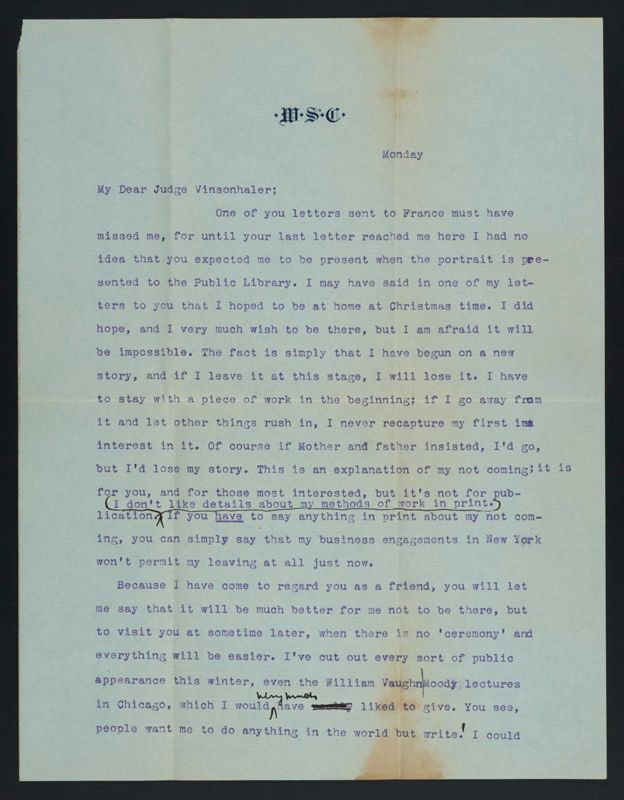 ·W·S·C·
Monday
My Dear Judge Vinsonhaler;
One of you letters sent to France must have
missed me, for until your last letter reached me here I had no
idea that you expected me to be present when the portrait is pre-
sented to the Public Library. I may have said in one of my let-
ters to you that I hoped to be at home at Christmas time. I did
hope, and I very much wish to be there, but I am afraid it will
be impossible. The fact is simply that I have begun on a new
story, and if I leave it at this stage, I will lose it. I have
to stay with a piece of work in the beginning; if I go away from
it and let other things rush in, I never recapture my first
interest in it. Of course if Mother and father insisted, I'd go,
but I'd lose my story. This is an explanation of my not coming; it is
for you, and for those most interested, but it's not for pub-
(I don't like details about my methods of work in print.)
lication. If you have to say anything in print about my not com-
ing, you can simply say that my business engagements in New York
won't permit my leaving at all just now.
Because I have come to regard you as a friend, you will let
me say that it will be much better for me not to be there, but
to visit you at sometime later, when there is no 'ceremony' and
everything will be easier. I've cut out every sort of public
appearance this winter, even the William Vaughn Moody lectures
very much
in Chicago, which I would have liked to give. You see,
people want me to do anything in the world but write! I could